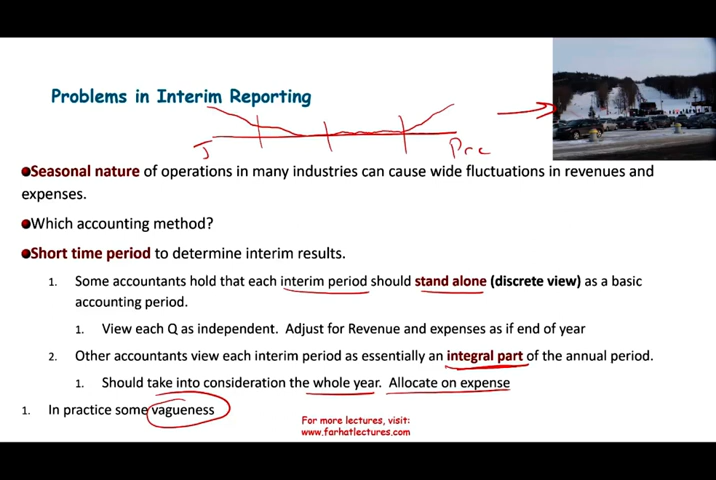 Problems in Interim Reporting
J
Seasonal nature of operations in many industries can cause wide fluctuations in revenues and
expenses.
Which accounting method?
Short time period to determine interim results.
1. Some accountants hold that each interim period should stand alone (discrete view) as a basic
accounting period.
1. View each Q as independent. Adjust for Revenue and expenses as if end of year
2. Other accountants view each interim period as essentially an integral part of the annual period.
1. Should take into consideration the whole year. Allocate on expense
1. In practice some vagueness
For more lectures, visit:
www.farhatlectures.com